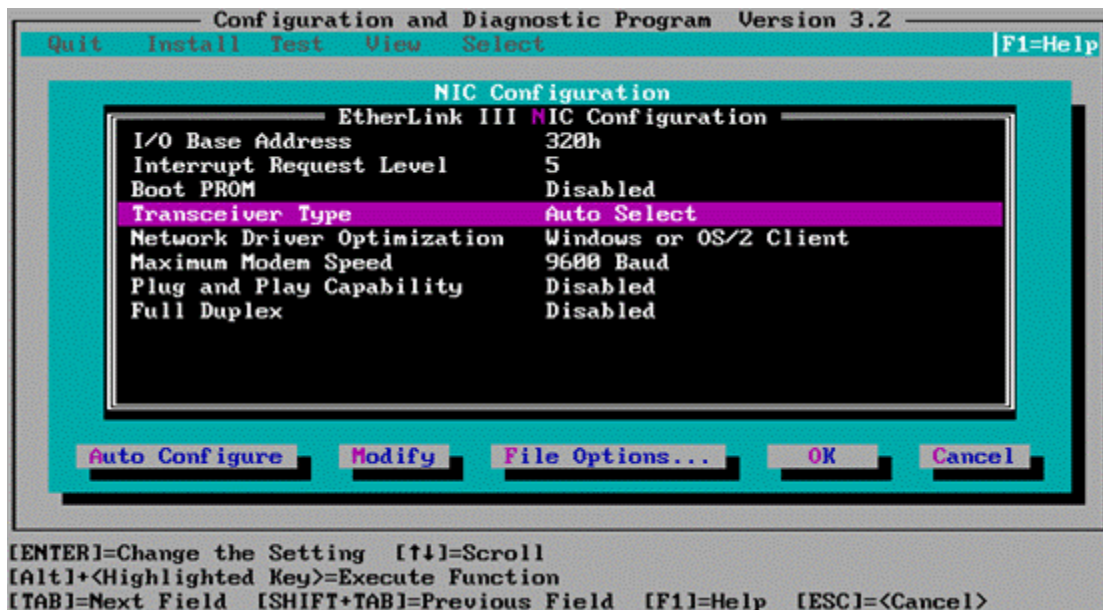 Configuration and Diagnostic Program Version 3.2
Quit Install Test View Select F1=Help
NIC Configuration
EtherLink III NIC Configuration
I/O Base Address 320h
Interrupt Request Level 5
Boot PROM Disabled
Transceiver Type Auto Select
Network Driver Optimization Windows or OS/2 Client
Maximum Modem Speed 9600 Baud
Plug and Play Capability Disabled
Full Duplex Disabled
Auto Configure Modify File Options... OK Cancel
[ENTER]=Change the Setting [↑↓]=Scroll
[Alt]+<Highlighted Key>=Execute Function
[TAB]=Next Field [SHIFT+TAB]=Previous Field [F1]=Help [ESC]=<Cancel>